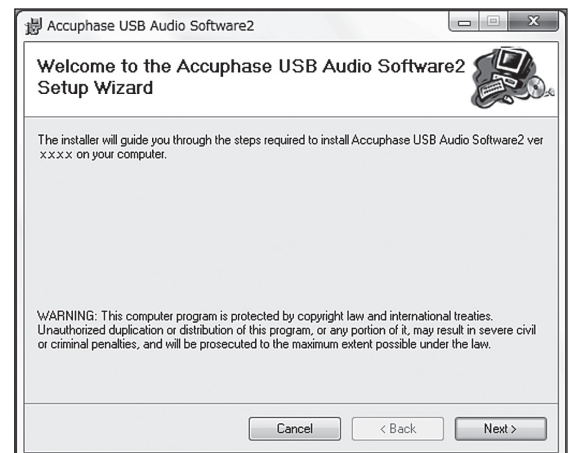 Accuphase USB Audio Software2
Welcome to the Accuphase USB Audio Software2
Setup Wizard
The installer will guide you through the steps required to install Accuphase USB Audio Software2 ver
xxxx on your computer.
WARNING: This computer program is protected by copyright law and international treaties.
Unauthorized duplication or distribution of this program, or any portion of it, may result in severe civil
or criminal penalties, and will be prosecuted to the maximum extent possible under the law.
Cancel
< Back
Next >